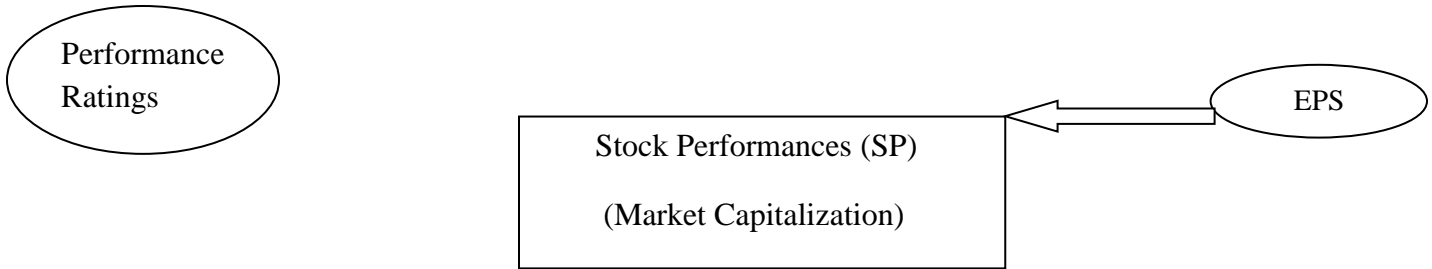 Performance
Ratings
EPS
Stock Performances (SP)
(Market Capitalization)